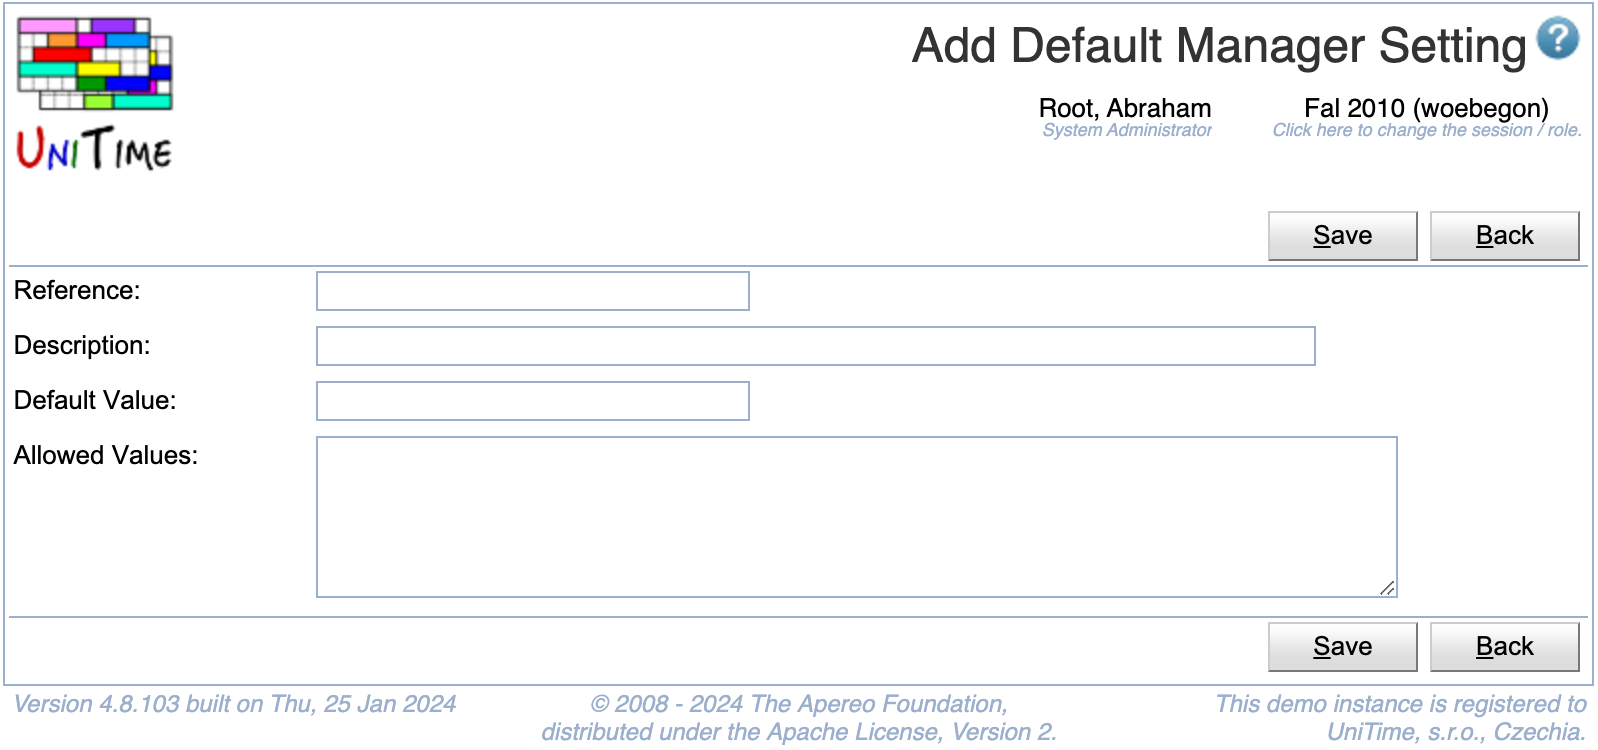 UNITIME
Add Default Manager Setting ?
Root, Abraham
System Administrator
Fal 2010 (woebegon)
Click here to change the session / role.
Save Back
Reference:
Description:
Default Value:
Allowed Values:
Save Back
Version 4.8.103 built on Thu, 25 Jan 2024
© 2008 - 2024 The Apereo Foundation,
distributed under the Apache License, Version 2.
This demo instance is registered to
UniTime, s.r.o., Czechia.